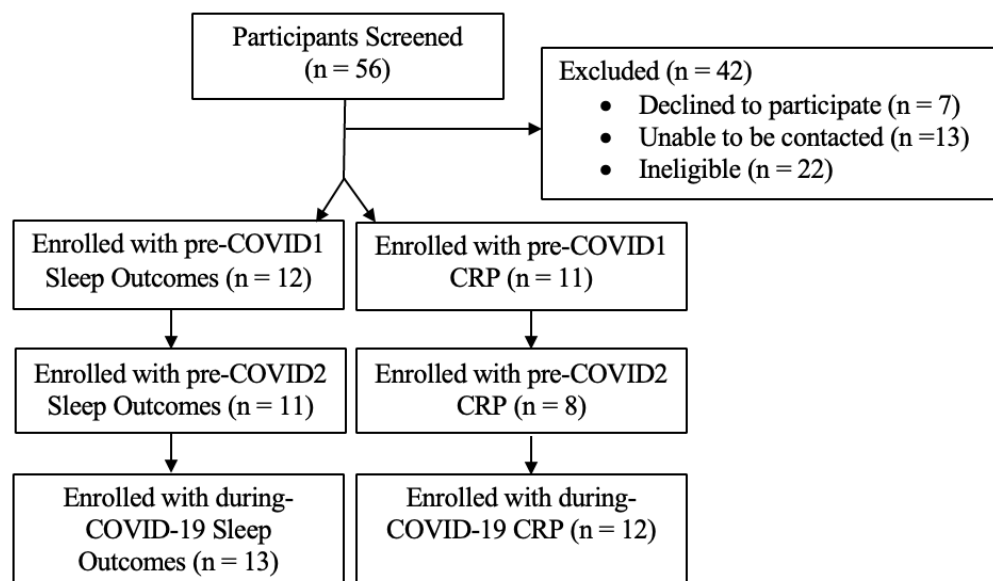 Participants Screened
(n = 56)
Excluded (n = 42)
• Declined to participate (n = 7)
• Unable to be contacted (n =13)
• Ineligible (n = 22)
Enrolled with pre-COVID1
Sleep Outcomes (n = 12)
Enrolled with pre-COVID1
CRP (n = 11)
Enrolled with pre-COVID2
Sleep Outcomes (n = 11)
Enrolled with pre-COVID2
CRP (n = 8)
Enrolled with during-
COVID-19 Sleep
Outcomes (n = 13)
Enrolled with during-
COVID-19 CRP (n = 12)